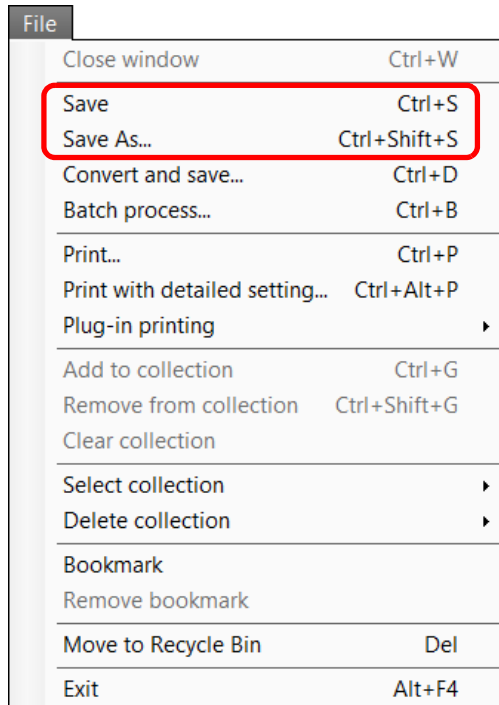 File
Close window Ctrl+W
Save Ctrl+S
Save As... Ctrl+Shift+S
Convert and save... Ctrl+D
Batch process... Ctrl+B
Print... Ctrl+P
Print with detailed setting... Ctrl+Alt+P
Plug-in printing
Add to collection Ctrl+G
Remove from collection Ctrl+Shift+G
Clear collection
Select collection
Delete collection
Bookmark
Remove bookmark
Move to Recycle Bin Del
Exit Alt+F4